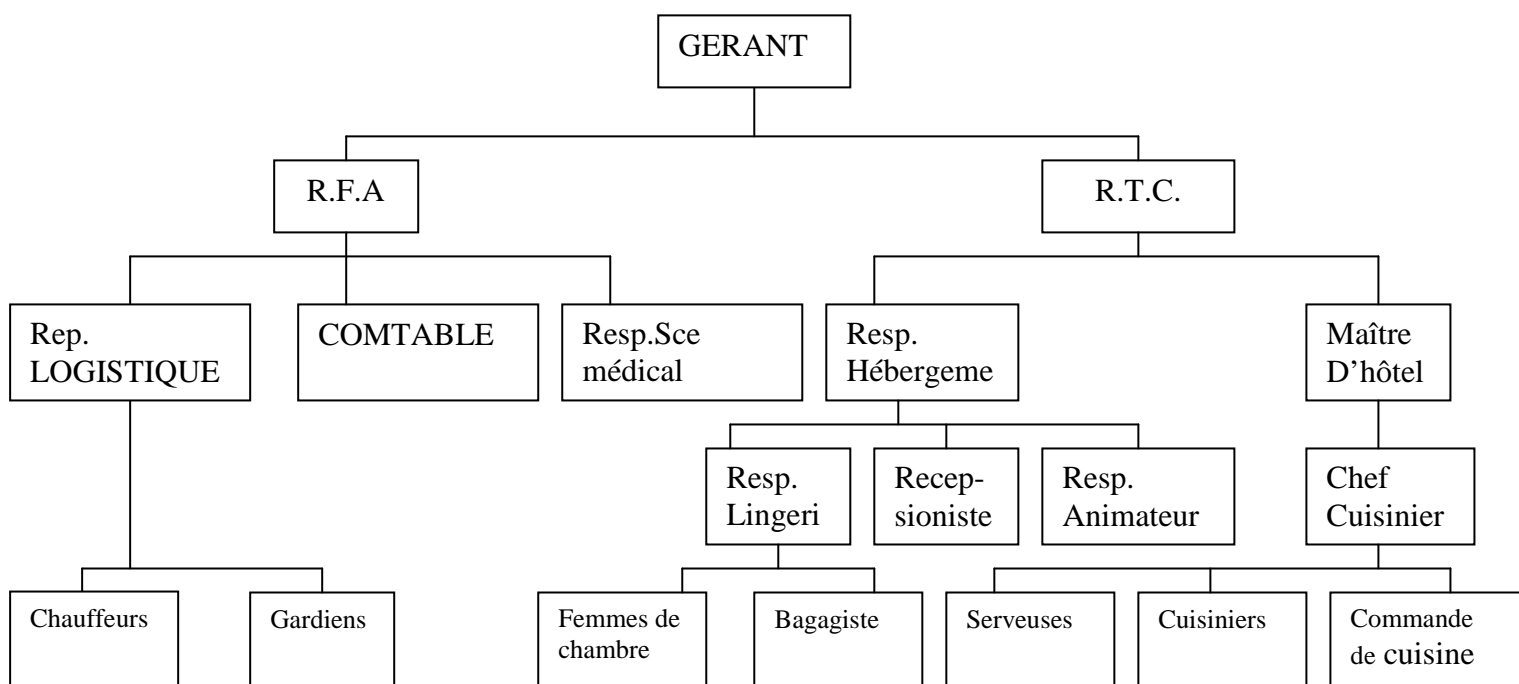 GERANT
R.F.A
R.T.C.
Rep.
LOGISTIQUE
COMTABLE
Resp.Sce
médical
Resp.
Hébergeme
Maître
D’hôtel
Resp.
Lingeri
Recep-
sioniste
Resp.
Animateur
Chef
Cuisinier
Chauffeurs
Gardiens
Femmes de
chambre
Bagagiste
Serveuses
Cuisiniers
Commande
de cuisine